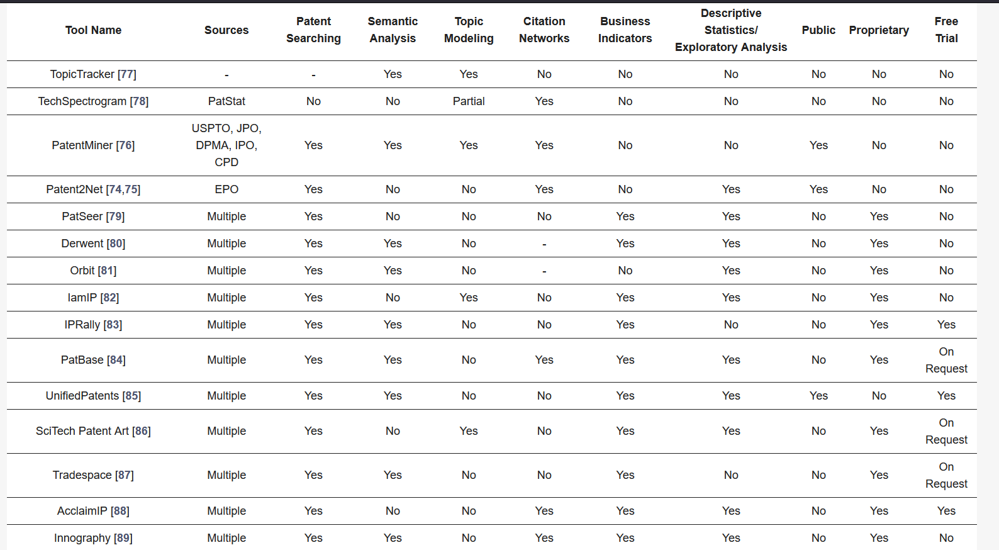 Tool Name Sources Patent Searching Semantic Analysis Topic Modeling Citation Networks Business Indicators Descriptive Statistics/ Exploratory Analysis Public Proprietary Free Trial
TopicTracker [77] - - Yes Yes No No No No No No
TechSpectrogram [78] PatStat No No Partial Yes No No No No No
PatentMiner [76] USPTO, JPO, DPMA, IPO, CPD Yes Yes Yes Yes No No Yes No No
Patent2Net [74,75] EPO Yes No No Yes No Yes Yes No No
PatSeer [79] Multiple Yes No No No Yes Yes No Yes No
Derwent [80] Multiple Yes Yes No - Yes Yes No Yes No
Orbit [81] Multiple Yes Yes No - No Yes No Yes No
IamIP [82] Multiple Yes No Yes No Yes Yes No Yes No
IPRally [83] Multiple Yes Yes No No Yes No No Yes Yes
PatBase [84] Multiple Yes Yes No Yes Yes Yes No Yes On Request
UnifiedPatents [85] Multiple Yes Yes No No Yes Yes Yes No Yes
SciTech Patent Art [86] Multiple Yes No Yes No Yes Yes No Yes On Request
Tradespace [87] Multiple Yes Yes No No Yes No No Yes On Request
AcclaimIP [88] Multiple Yes No No Yes Yes Yes No Yes Yes
Innography [89] Multiple Yes Yes No Yes Yes Yes No Yes No